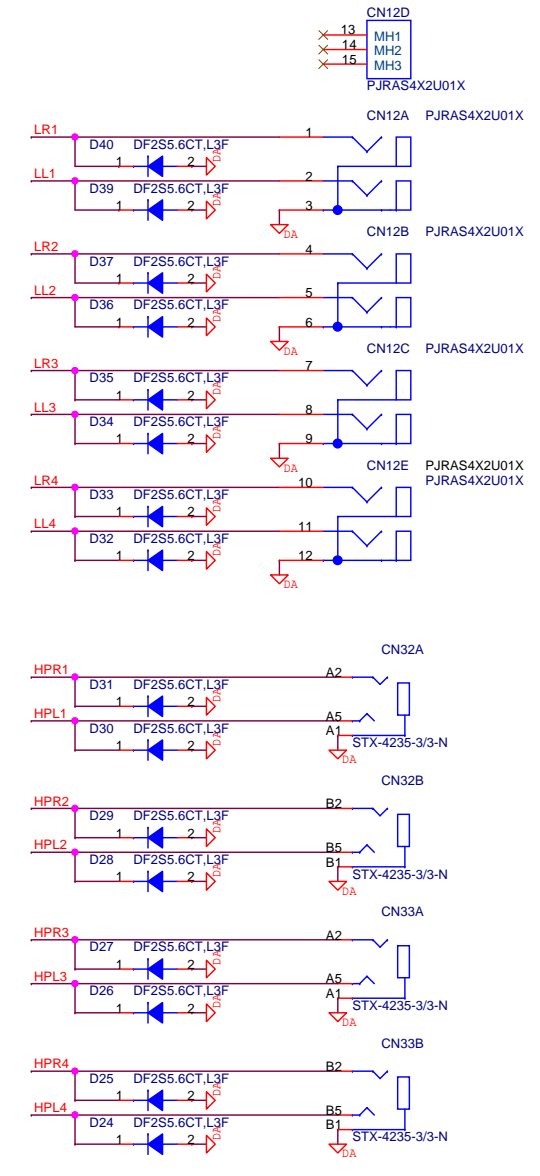 CN12D
13 MH1
14 MH2
15 MH3
PJRAS4X2U01X
CN12A PJRAS4X2U01X
LR1 1
D40 DF2S5.6CT,L3F
1 2 DA
LL1 2
D39 DF2S5.6CT,L3F
1 2 DA 3
DA
CN12B PJRAS4X2U01X
LR2 4
D37 DF2S5.6CT,L3F
1 2 DA
LL2 5
D36 DF2S5.6CT,L3F
1 2 DA 6
DA
CN12C PJRAS4X2U01X
LR3 7
D35 DF2S5.6CT,L3F
1 2 DA
LL3 8
D34 DF2S5.6CT,L3F
1 2 DA 9
DA
CN12E PJRAS4X2U01X
PJRAS4X2U01X
LR4 10
D33 DF2S5.6CT,L3F
1 2 DA
LL4 11
D32 DF2S5.6CT,L3F
1 2 DA 12
DA
CN32A
HPR1 A2
D31 DF2S5.6CT,L3F
1 2 DA
HPL1 A5
D30 DF2S5.6CT,L3F A1
1 2 DA STX-4235-3/3-N
DA
CN32B
HPR2 B2
D29 DF2S5.6CT,L3F
1 2 DA
HPL2 B5
D28 DF2S5.6CT,L3F B1
1 2 DA STX-4235-3/3-N
DA
CN33A
HPR3 A2
D27 DF2S5.6CT,L3F
1 2 DA
HPL3 A5
D26 DF2S5.6CT,L3F A1
1 2 DA STX-4235-3/3-N
DA
CN33B
HPR4 B2
D25 DF2S5.6CT,L3F
1 2 DA
HPL4 B5
D24 DF2S5.6CT,L3F B1
1 2 DA STX-4235-3/3-N
DA